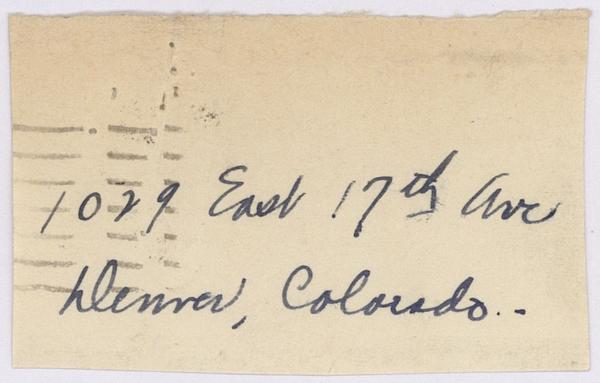 1029 East 17th Ave
Denver, Colorado.-